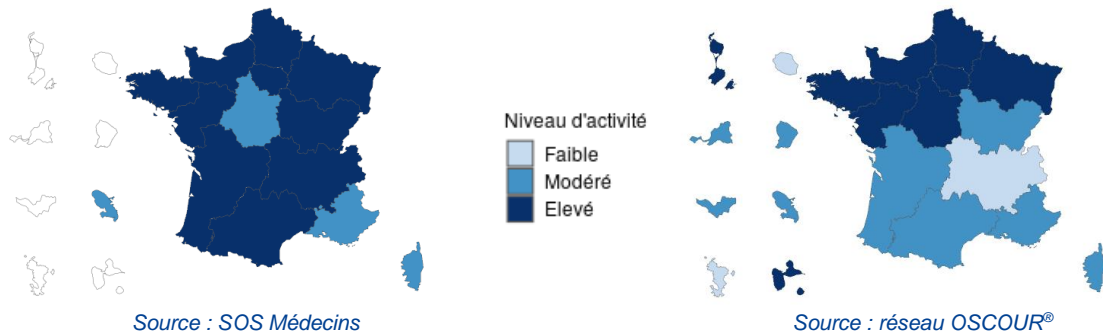 Niveau d'activité
Faible
Modéré
Elevé
Source : SOS Médecins
Source : réseau OSCOUR®